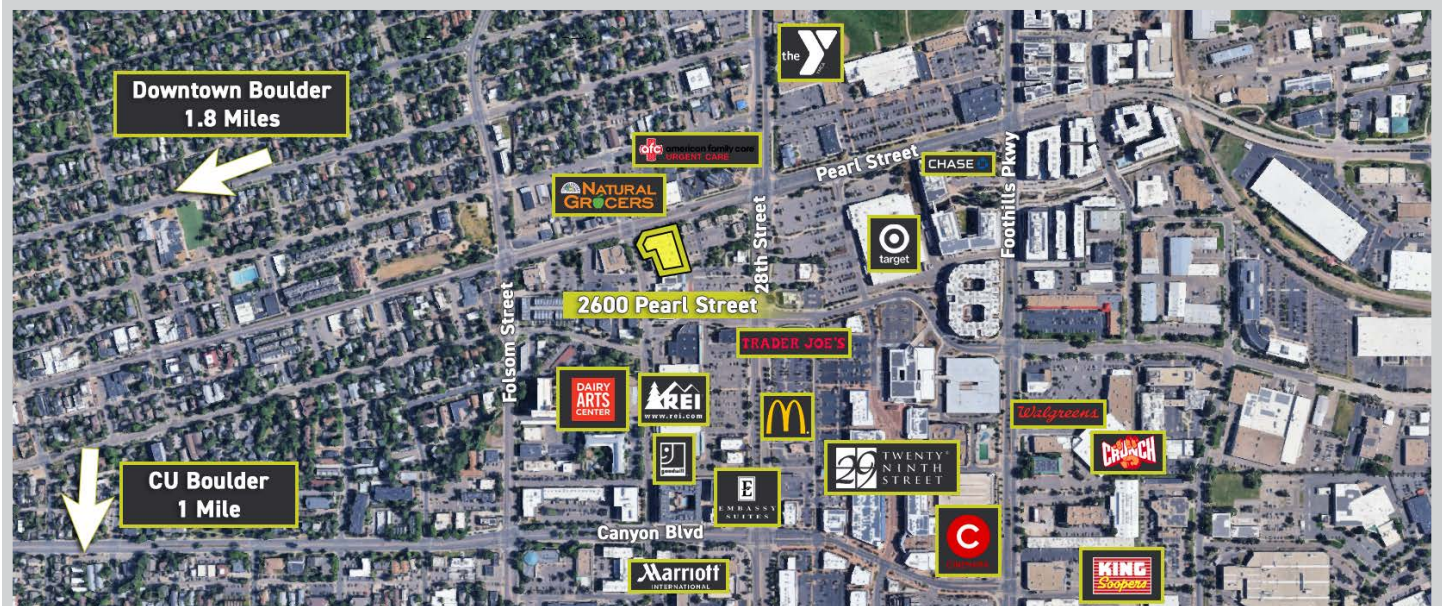 the
Y
Downtown Boulder
1.8 Miles
afc american family care
URGENT CARE
Pearl Street
CHASE
Foothills Pkwy
NATURAL
GROCERS
28th Street
target
2600 Pearl Street
Folsom Street
TRADER JOE'S
DAIRY
ARTS
CENTER
REI
www.rei.com
M
Walgreens
CRUNCH
g
goodwill
29
TWENTY
NINTH
STREET
CU Boulder
1 Mile
E
EMBASSY
SUITES
Canyon Blvd
C
Marriott
INTERNATIONAL
KING
Soopers